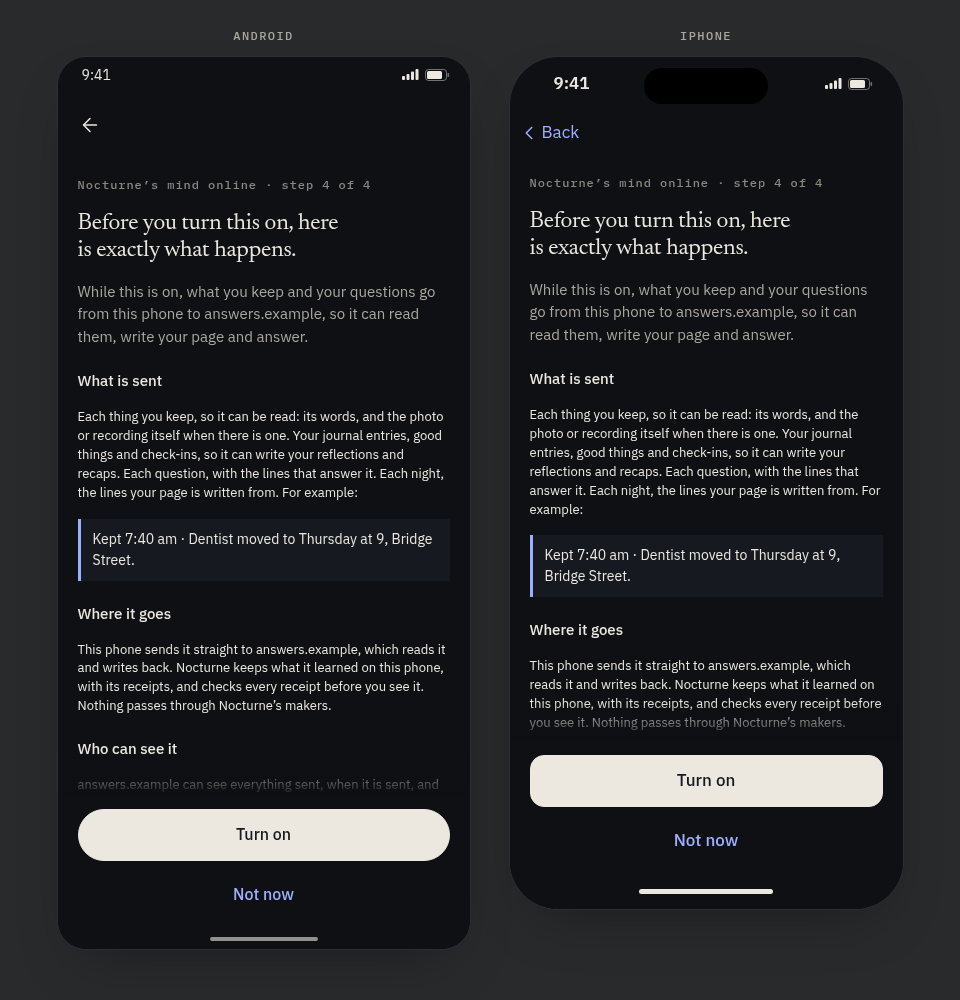 ANDROID
9:41
Nocturne’s mind online · step 4 of 4
Before you turn this on, here
is exactly what happens.
While this is on, what you keep and your questions go
from this phone to answers.example, so it can read
them, write your page and answer.
What is sent
Each thing you keep, so it can be read: its words, and the photo
or recording itself when there is one. Your journal entries, good
things and check-ins, so it can write your reflections and
recaps. Each question, with the lines that answer it. Each night,
the lines your page is written from. For example:
Kept 7:40 am · Dentist moved to Thursday at 9, Bridge
Street.
Where it goes
This phone sends it straight to answers.example, which reads it
and writes back. Nocturne keeps what it learned on this phone,
with its receipts, and checks every receipt before you see it.
Nothing passes through Nocturne’s makers.
Who can see it
answers.example can see everything sent, when it is sent, and
Turn on
Not now
IPHONE
9:41
Back
Nocturne’s mind online · step 4 of 4
Before you turn this on, here
is exactly what happens.
While this is on, what you keep and your questions
go from this phone to answers.example, so it can
read them, write your page and answer.
What is sent
Each thing you keep, so it can be read: its words, and the
photo or recording itself when there is one. Your journal
entries, good things and check-ins, so it can write your
reflections and recaps. Each question, with the lines that
answer it. Each night, the lines your page is written from. For
example:
Kept 7:40 am · Dentist moved to Thursday at 9,
Bridge Street.
Where it goes
This phone sends it straight to answers.example, which
reads it and writes back. Nocturne keeps what it learned on
this phone, with its receipts, and checks every receipt before
you see it. Nothing passes through Nocturne’s makers.
Turn on
Not now